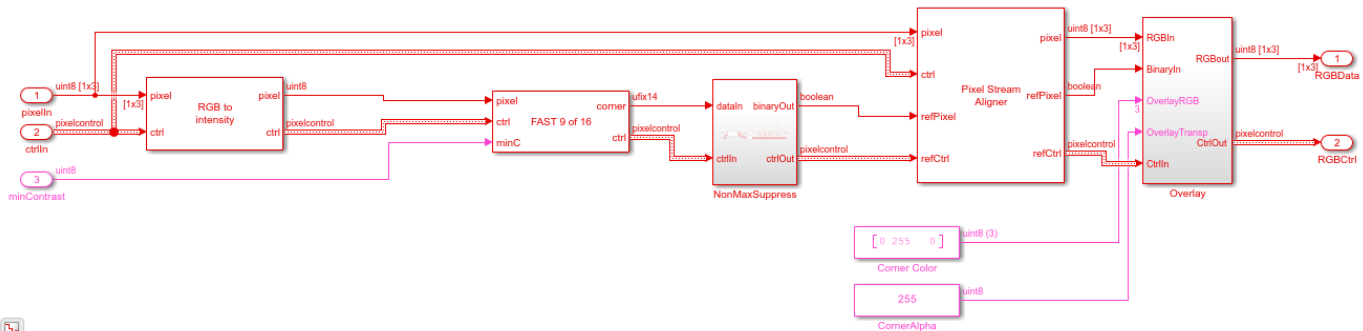 1
pixelIn
uint8 [1x3]
2
ctrlIn
pixelcontrol
3
minContrast
uint8
[1x3]
pixel
ctrl
RGB to
intensity
pixel
ctrl
uint8
pixelcontrol
pixel
ctrl
minC
FAST 9 of 16
corner
ctrl
ufix14
pixelcontrol
dataIn
ctrlIn
binaryOut
ctrlOut
NonMaxSuppress
boolean
pixelcontrol
[1x3]
pixel
ctrl
refPixel
refCtrl
Pixel Stream
Aligner
pixel
refPixel
refCtrl
uint8 [1x3]
boolean
pixelcontrol
[1x3]
3
RGBIn
BinaryIn
OverlayRGB
OverlayTransp
CtrlIn
RGBout
CtrlOut
Overlay
uint8 [1x3]
[1x3]
1
RGBData
pixelcontrol
2
RGBCtrl
[0 255 0]
Corner Color
uint8 (3)
255
CornerAlpha
uint8